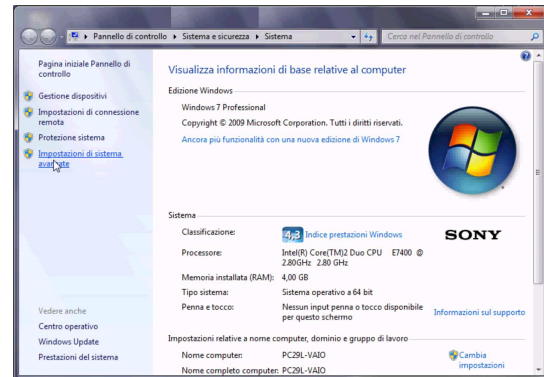 Pannello di controllo ▸ Sistema e sicurezza ▸ Sistema
Cerca nel Pannello di controllo
Pagina iniziale Pannello di
controllo
Gestione dispositivi
Impostazioni di connessione
remota
Protezione sistema
Impostazioni di sistema
avanzate
Vedere anche
Centro operativo
Windows Update
Prestazioni del sistema
Visualizza informazioni di base relative al computer
Edizione Windows
Windows 7 Professional
Copyright © 2009 Microsoft Corporation. Tutti i diritti riservati.
Ancora più funzionalità con una nuova edizione di Windows 7
Sistema
Classificazione: 4,3 Indice prestazioni Windows
SONY
Processore: Intel(R) Core(TM)2 Duo CPU E7400 @
2.80GHz 2.80 GHz
Memoria installata (RAM): 4,00 GB
Tipo sistema: Sistema operativo a 64 bit
Penna e tocco: Nessun input penna o tocco disponibile
per questo schermo
Informazioni sul supporto
Impostazioni relative a nome computer, dominio e gruppo di lavoro
Nome computer: PC29L-VAIO
Cambia
impostazioni
Nome completo computer: PC29L-VAIO